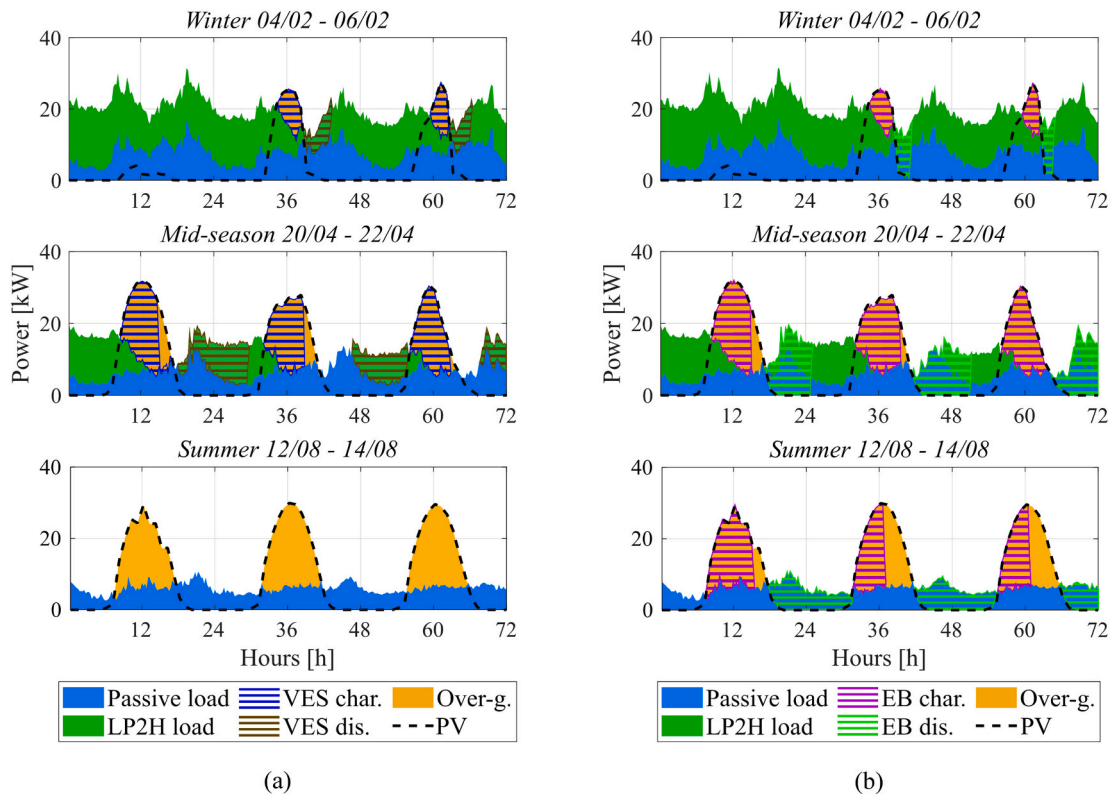 Winter 04/02 - 06/02
40
20
0
12 24 36 48 60 72
Mid-season 20/04 - 22/04
Power [kW]
40
20
0
12 24 36 48 60 72
Summer 12/08 - 14/08
40
20
0
12 24 36 48 60 72
Hours [h]
Passive load VES char. Over-g.
LP2H load VES dis. PV
(a)
Winter 04/02 - 06/02
40
20
0
12 24 36 48 60 72
Mid-season 20/04 - 22/04
Power [kW]
40
20
0
12 24 36 48 60 72
Summer 12/08 - 14/08
40
20
0
12 24 36 48 60 72
Hours [h]
Passive load EB char. Over-g.
LP2H load EB dis. PV
(b)